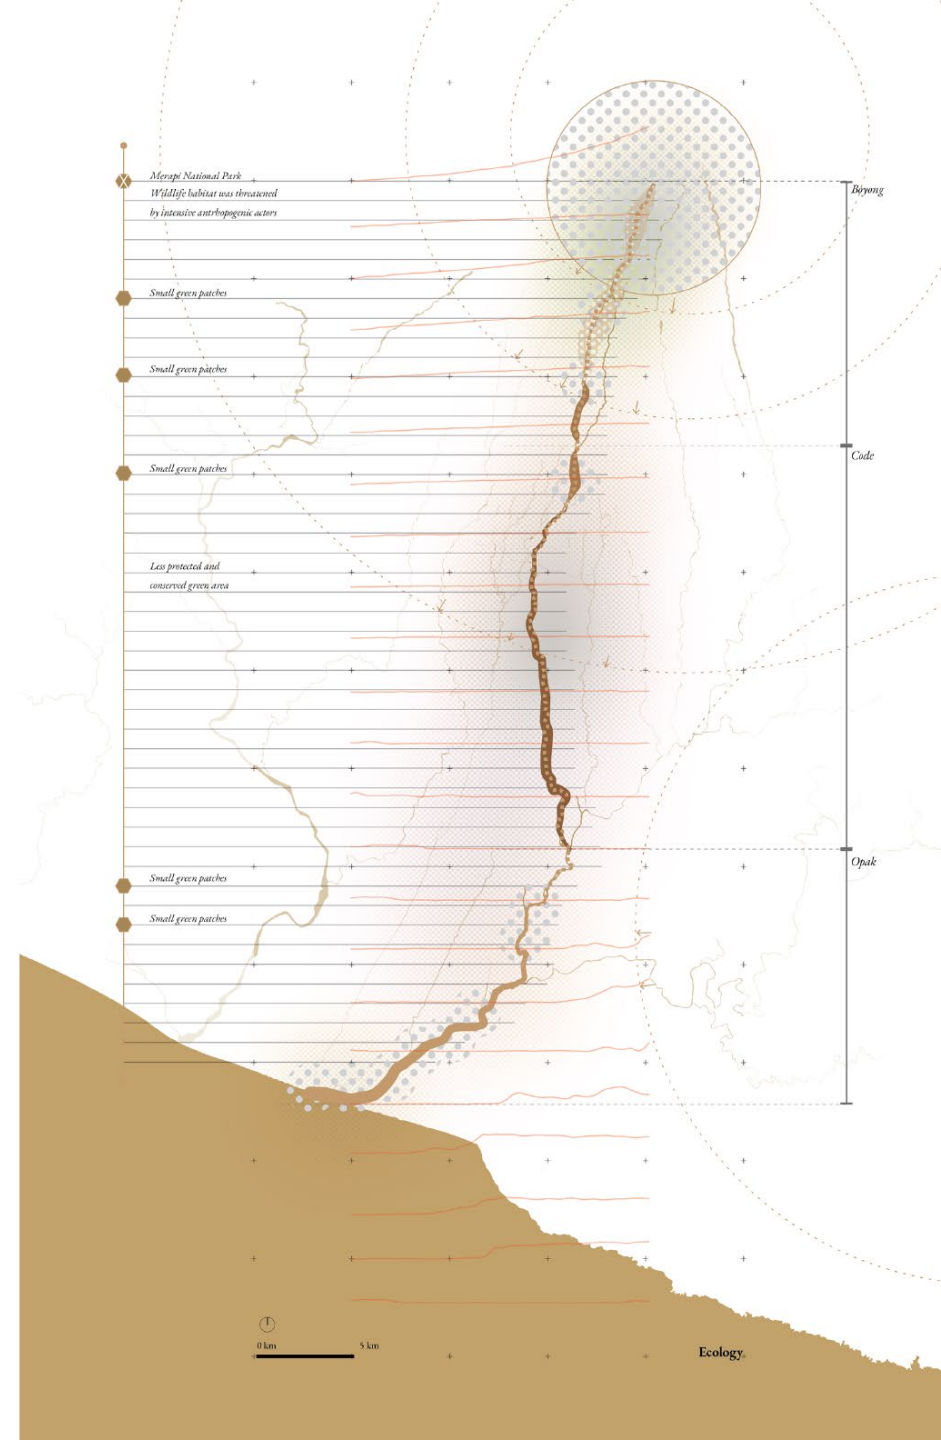 Merapi National Park
Wildlife habitat was threatened
by intensive antrhopogenic actors
Boyong
Small green patches
Small green patches
Code
Small green patches
Less protected and
conserved green area
Opak
Small green patches
Small green patches
0 km
5 km
Ecology